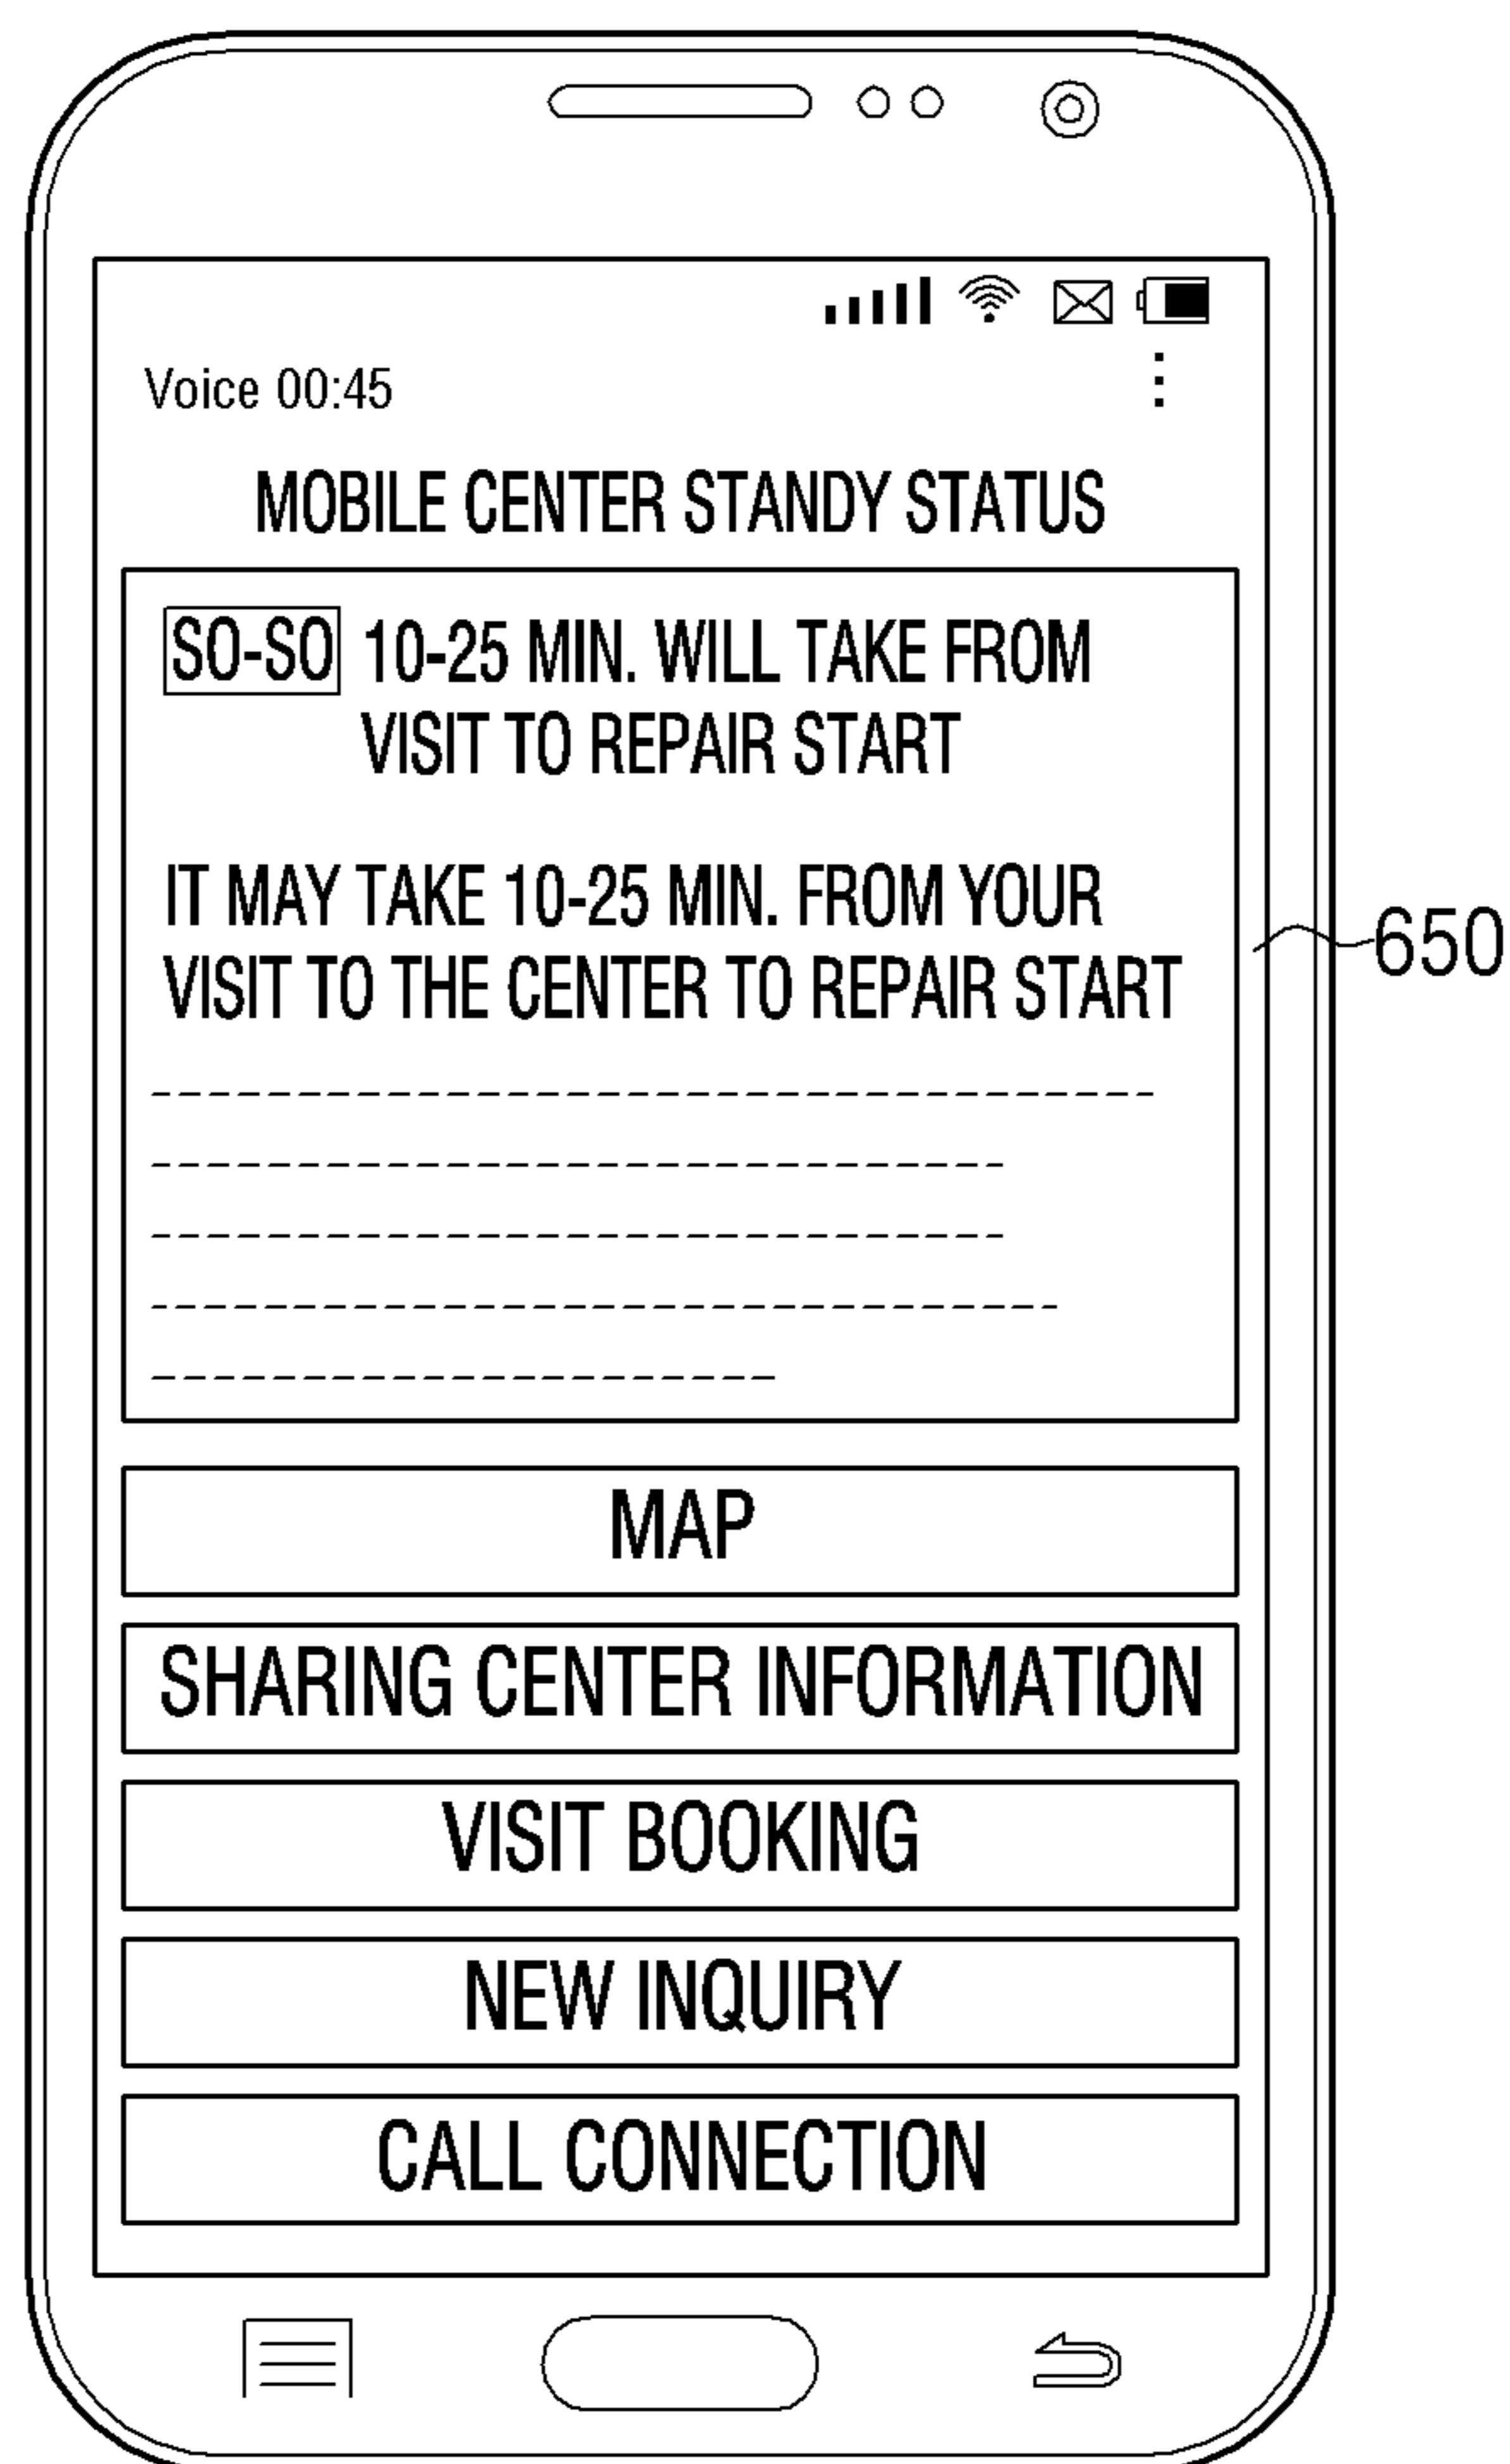 Voice 00:45
MOBILE CENTER STANDY STATUS
SO-SO 10-25 MIN. WILL TAKE FROM
VISIT TO REPAIR START
IT MAY TAKE 10-25 MIN. FROM YOUR
VISIT TO THE CENTER TO REPAIR START
650
MAP
SHARING CENTER INFORMATION
VISIT BOOKING
NEW INQUIRY
CALL CONNECTION